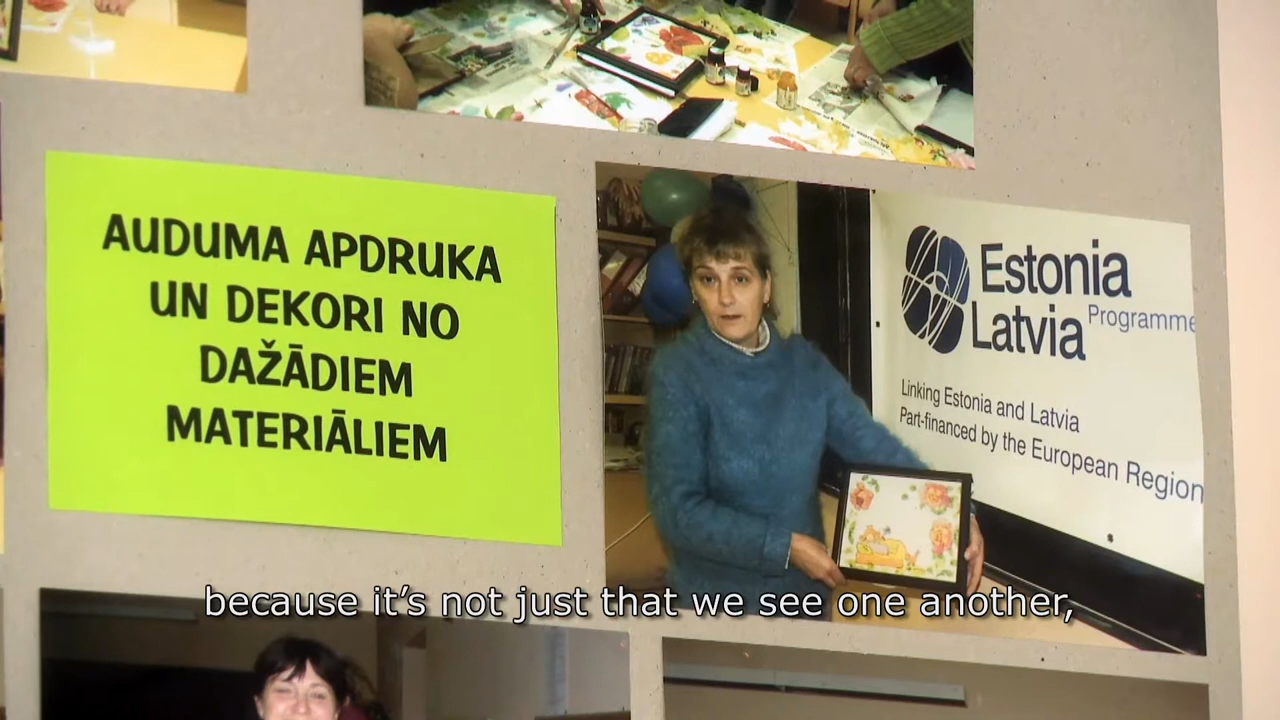 AUDUMA APDRUKA
UN DEKORI NO
DAŽĀDIEM
MATERIĀLIEM
Estonia
Latvia Programme
Linking Estonia and Latvia
Part-financed by the European Region
because it’s not just that we see one another,